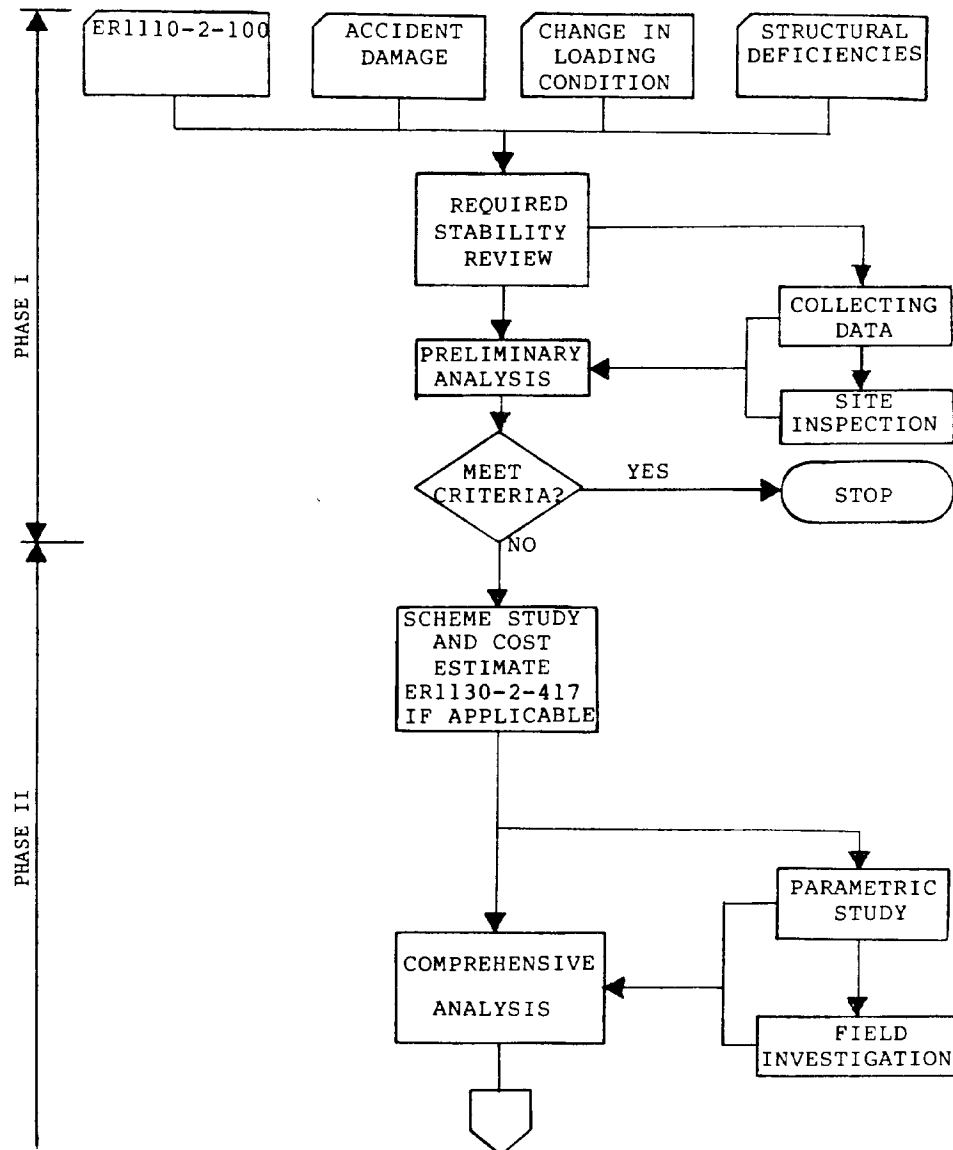 ER1110-2-100
ACCIDENT
DAMAGE
CHANGE IN
LOADING
CONDITION
STRUCTURAL
DEFICIENCIES
REQUIRED
STABILITY
REVIEW
PHASE I
COLLECTING
DATA
PRELIMINARY
ANALYSIS
SITE
INSPECTION
MEET
CRITERIA?
YES
STOP
NO
SCHEME STUDY
AND COST
ESTIMATE
ER1130-2-417
IF APPLICABLE
PHASE II
PARAMETRIC
STUDY
COMPREHENSIVE
ANALYSIS
FIELD
INVESTIGATION